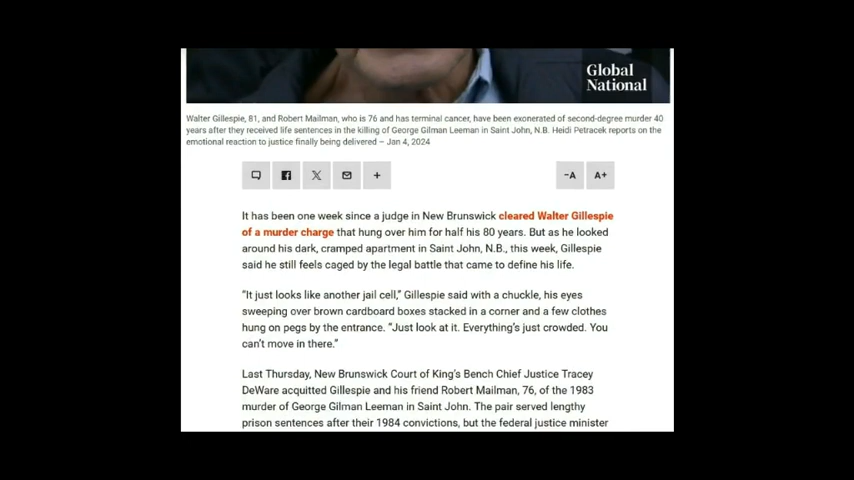 Global
National
Walter Gillespie, 81, and Robert Mailman, who is 76 and has terminal cancer, have been exonerated of second-degree murder 40
years after they received life sentences in the killing of George Gilman Leeman in Saint John, N.B. Heidi Petracek reports on the
emotional reaction to justice finally being delivered – Jan 4, 2024
-A A+
It has been one week since a judge in New Brunswick cleared Walter Gillespie
of a murder charge that hung over him for half his 80 years. But as he looked
around his dark, cramped apartment in Saint John, N.B., this week, Gillespie
said he still feels caged by the legal battle that came to define his life.
“It just looks like another jail cell,” Gillespie said with a chuckle, his eyes
sweeping over brown cardboard boxes stacked in a corner and a few clothes
hung on pegs by the entrance. “Just look at it. Everything’s just crowded. You
can’t move in there.”
Last Thursday, New Brunswick Court of King’s Bench Chief Justice Tracey
DeWare acquitted Gillespie and his friend Robert Mailman, 76, of the 1983
murder of George Gilman Leeman in Saint John. The pair served lengthy
prison sentences after their 1984 convictions, but the federal justice minister